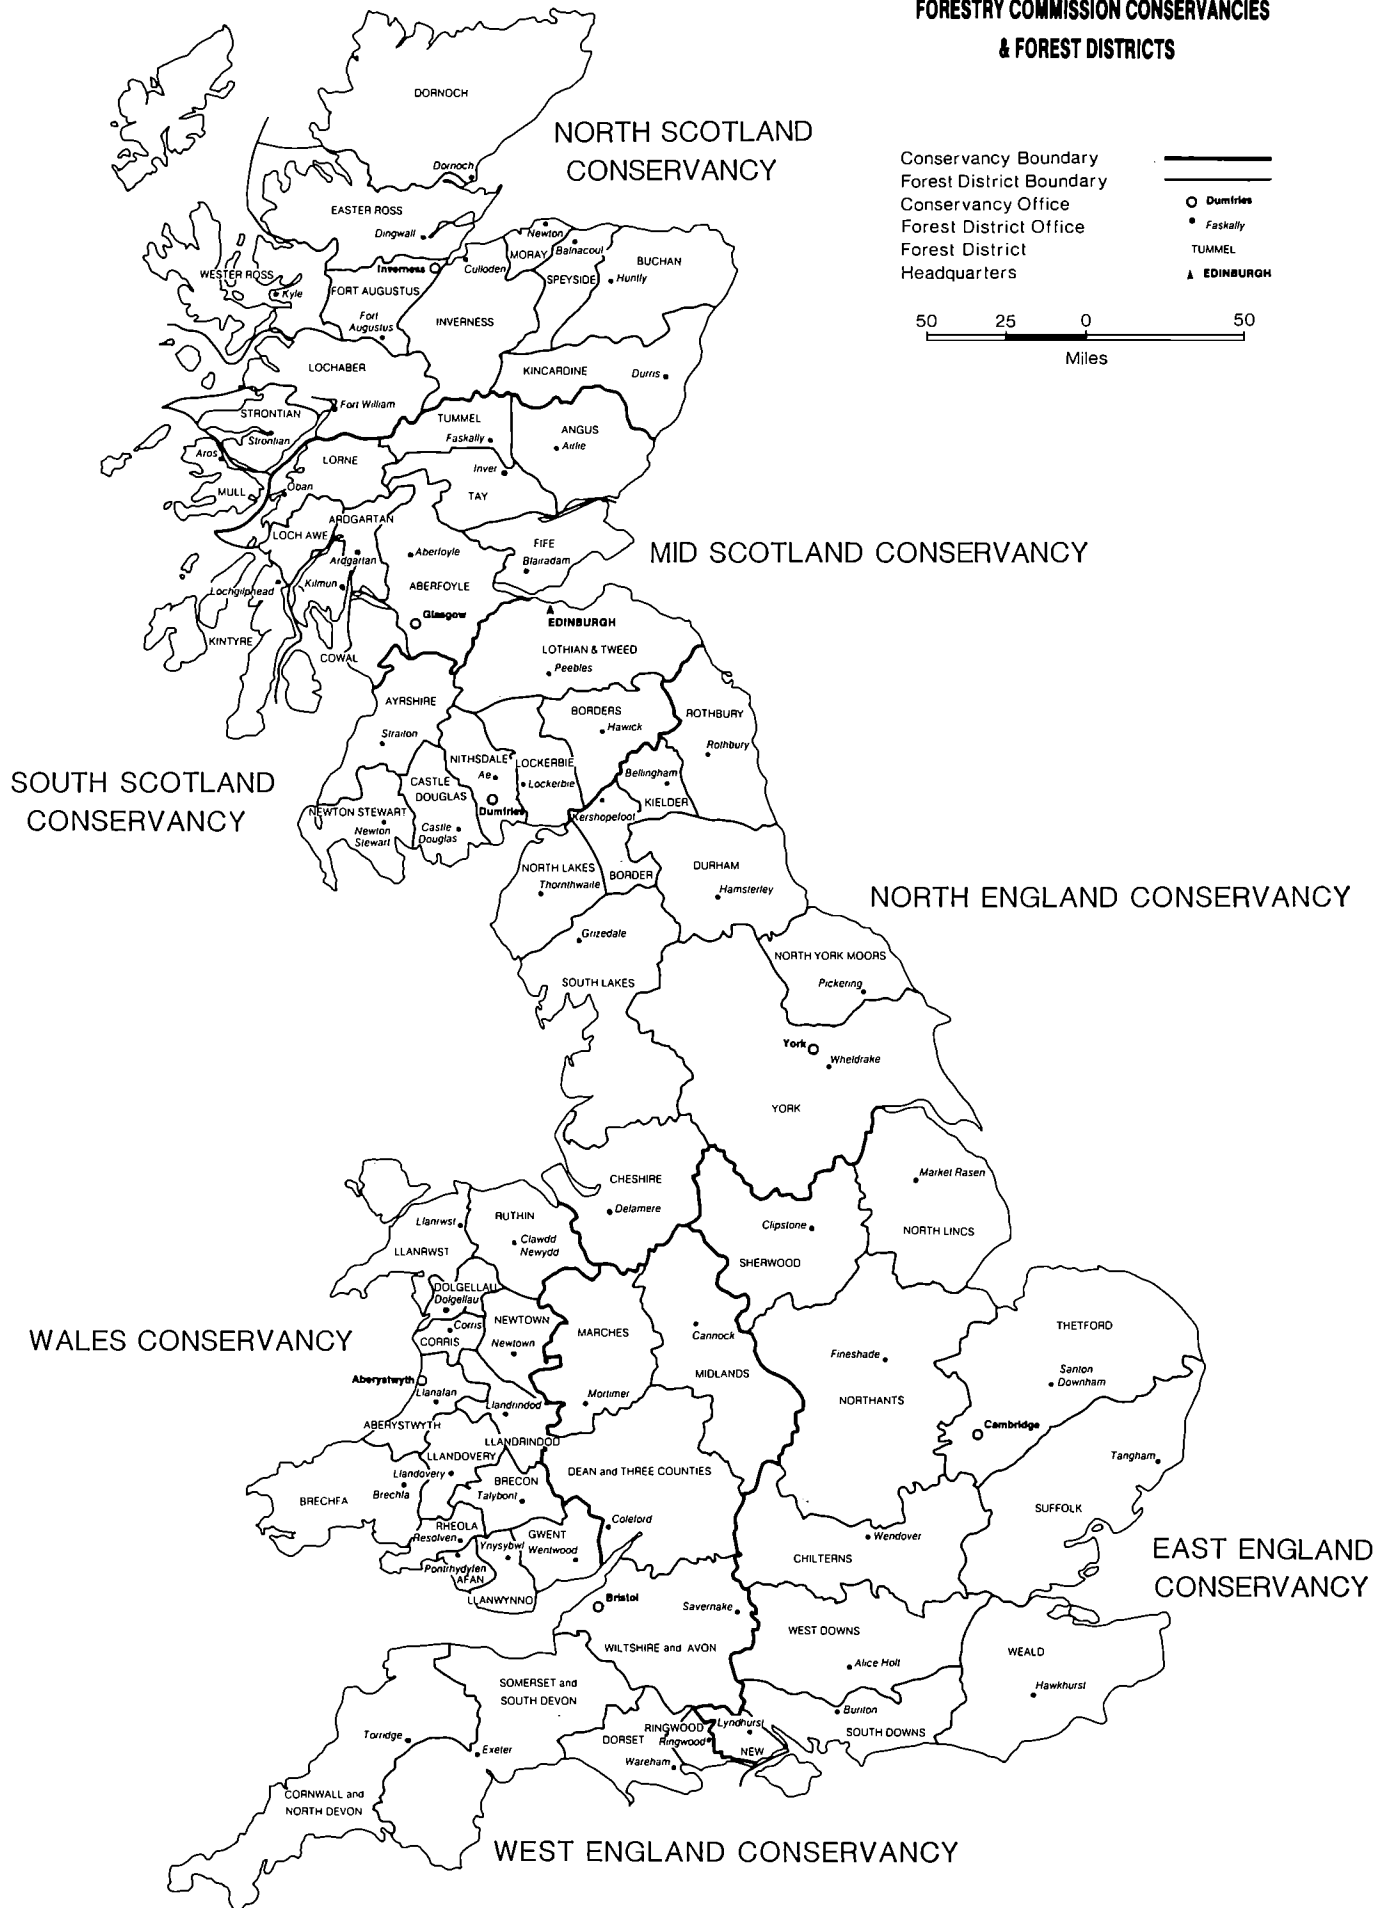 FORESTRY COMMISSION CONSERVANCIES
& FOREST DISTRICTS
Conservancy Boundary
Forest District Boundary
Conservancy Office
Dumfries
Forest District Office
Faskally
Forest District
TUMMEL
Headquarters
EDINBURGH
50 25 0 50
Miles
NORTH SCOTLAND
CONSERVANCY
DORNOCH
Dornoch
EASTER ROSS
Dingwall
WESTER ROSS
Kyle
Inverness
FORT AUGUSTUS
Fort
Augustus
Culloden
INVERNESS
Newton
MORAY
Balnacoul
SPEYSIDE
BUCHAN
Huntly
KINCARDINE
Durris
LOCHABER
Fort William
STRONTIAN
Strontian
Aros
MULL
MID SCOTLAND CONSERVANCY
TUMMEL
Faskally
ANGUS
Airlie
LORNE
Oban
Inver
TAY
ARDGARTAN
LOCH AWE
Ardgartan
Aberfoyle
ABERFOYLE
FIFE
Blairadam
Lochgilphead
Kilmun
Glasgow
KINTYRE
COWAL
SOUTH SCOTLAND
CONSERVANCY
EDINBURGH
LOTHIAN & TWEED
Peebles
AYRSHIRE
Straiton
BORDERS
Hawick
NITHSDALE
Ae
LOCKERBIE
Lockerbie
CASTLE
DOUGLAS
Dumfries
NEWTON STEWART
Newton
Stewart
Castle
Douglas
NORTH ENGLAND CONSERVANCY
ROTHBURY
Rothbury
Bellingham
KIELDER
Kershopefoot
NORTH LAKES
Thornthwaite
BORDER
DURHAM
Hamsterley
Grizedale
SOUTH LAKES
NORTH YORK MOORS
Pickering
York
Wheldrake
YORK
CHESHIRE
Delamere
WALES CONSERVANCY
Llanrwst
LLANRWST
RUTHIN
Clawdd
Newydd
DOLGELLAU
Dolgellau
Corris
CORRIS
NEWTOWN
Newtown
Aberystwyth
Llanafan
ABERYSTWYTH
Llandrindod
LLANDRINDOD
LLANDOVERY
Llandovery
BRECHFA
Brechfa
BRECON
Talybont
RHEOLA
Resolven
GWENT
Wentwood
Ynysybwl
Pontrhydyfen
AFAN
LLANWYNNO
EAST ENGLAND
CONSERVANCY
Market Rasen
NORTH LINCS
Clipstone
SHERWOOD
THETFORD
Santon
Downham
Fineshade
NORTHANTS
Cambridge
Tangham
SUFFOLK
Wendover
CHILTERNS
WEST DOWNS
Alice Holt
WEALD
Hawkhurst
Buriton
SOUTH DOWNS
Lyndhurst
NEW
WEST ENGLAND CONSERVANCY
MARCHES
Mortimer
Cannock
MIDLANDS
DEAN and THREE COUNTIES
Coleford
Bristol
Savernake
WILTSHIRE and AVON
SOMERSET and
SOUTH DEVON
Torridge
Exeter
DORSET
RINGWOOD
Ringwood
Wareham
CORNWALL and
NORTH DEVON